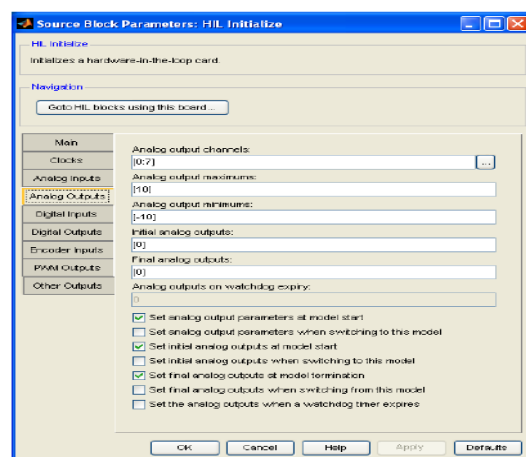 Source Block Parameters: HIL Initialize
HIL Initialize
Initializes a hardware-in-the-loop card.
Navigation
Goto HIL blocks using this board...
Main
Clocks
Analog Inputs
Analog Outputs
Digital Inputs
Digital Outputs
Encoder Inputs
PWM Outputs
Other Outputs
Analog output channels:
[0:7]
...
Analog output maximums:
[10]
Analog output minimums:
[-10]
Initial analog outputs:
[0]
Final analog outputs:
[0]
Analog outputs on watchdog expiry:
0
Set analog output parameters at model start
Set analog output parameters when switching to this model
Set initial analog outputs at model start
Set initial analog outputs when switching to this model
Set final analog outputs at model termination
Set final analog outputs when switching from this model
Set the analog outputs when a watchdog timer expires
OK Cancel Help Apply Defaults